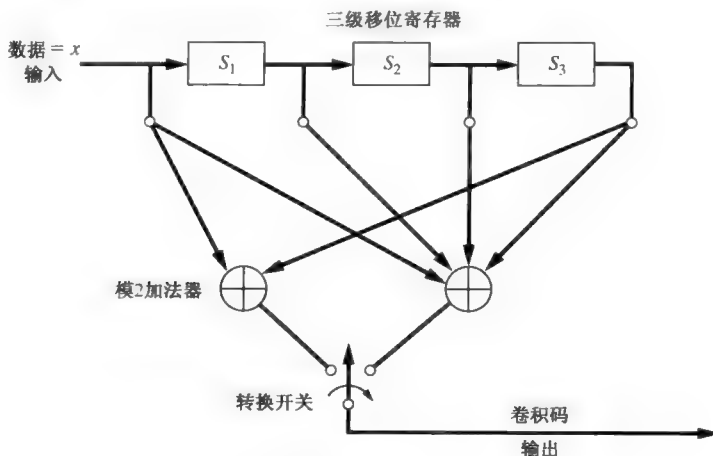 三级移位寄存器
数据 = x
输入
S₁
S₂
S₃
模2加法器
转换开关
卷积码
输出